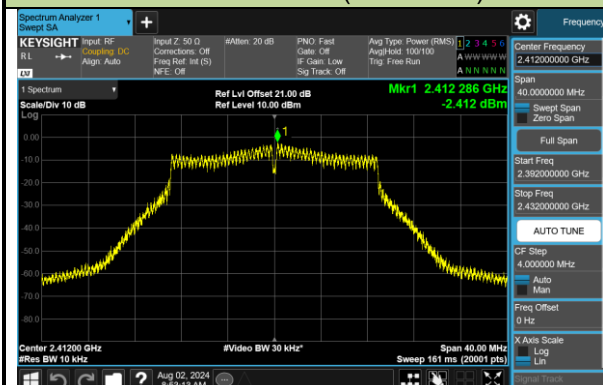 Spectrum Analyzer 1
Swept SA
Frequency
KEYSIGHT
RL
LXI
Input: RF
Coupling: DC
Align: Auto
Input Z: 50 Ω
Corrections: Off
Freq Ref: Int (S)
NFE: Off
#Atten: 20 dB
PNO: Fast
Gate: Off
IF Gain: Low
Sig Track: Off
Avg Type: Power (RMS)
Avg|Hold: 100/100
Trig: Free Run
1 2 3 4 5 6
A W W W W W
A N N N N N
1 Spectrum
Scale/Div 10 dB
Log
Ref Lvl Offset 21.00 dB
Ref Level 10.00 dBm
Mkr1 2.412 286 GHz
-2.412 dBm
1
0.00
-10.0
-20.0
-30.0
-40.0
-50.0
-60.0
-70.0
-80.0
Center 2.41200 GHz
#Res BW 10 kHz
#Video BW 30 kHz*
Span 40.00 MHz
Sweep 161 ms (20001 pts)
Center Frequency
2.412000000 GHz
Span
40.0000000 MHz
Swept Span
Zero Span
Full Span
Start Freq
2.392000000 GHz
Stop Freq
2.432000000 GHz
AUTO TUNE
CF Step
4.000000 MHz
Auto
Man
Freq Offset
0 Hz
X Axis Scale
Log
Lin
Signal Track
Aug 02, 2024